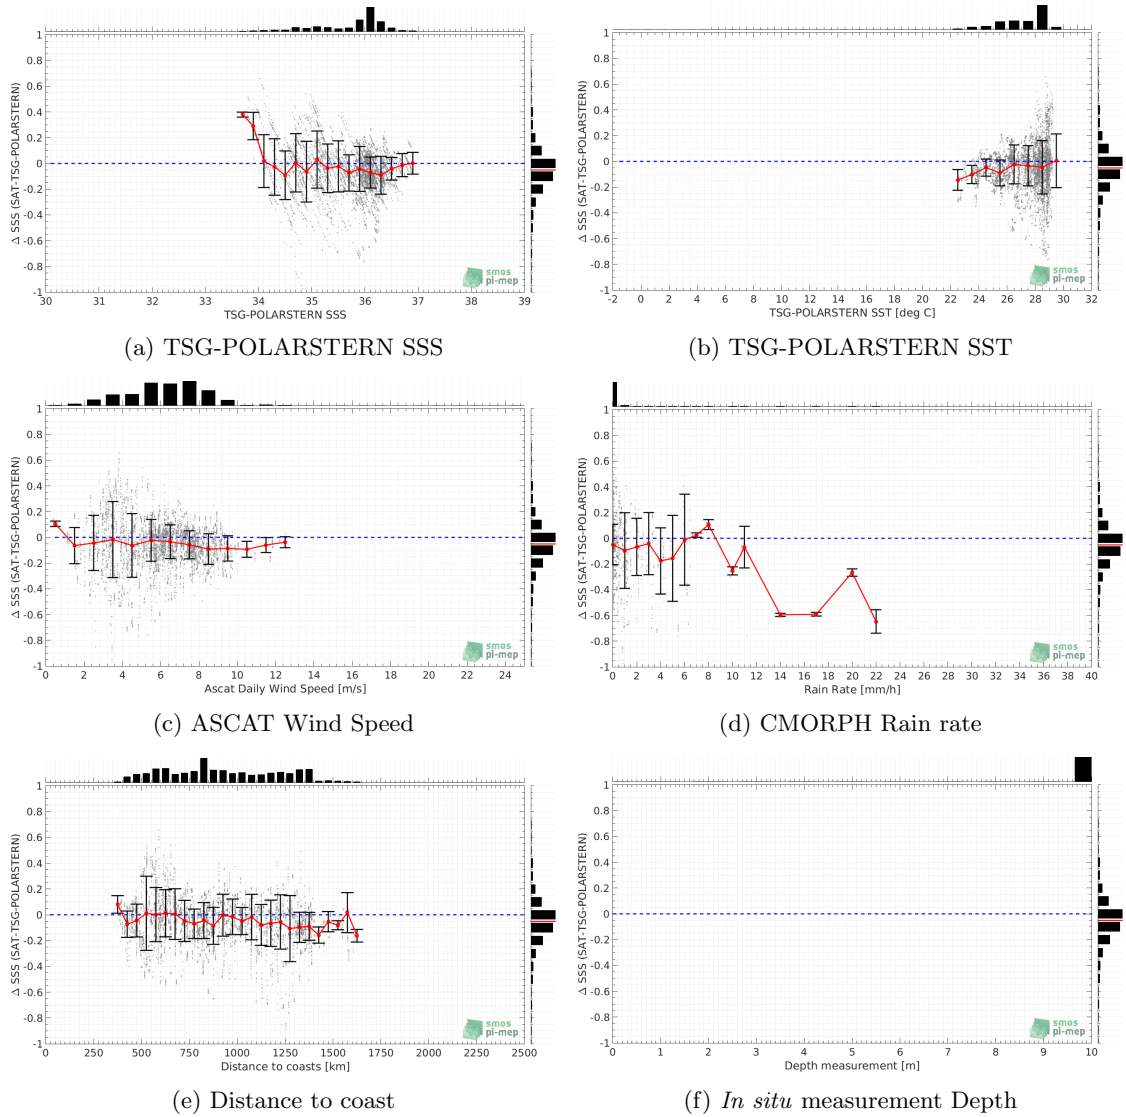 1
0.8
0.6
0.4
0.2
0
-0.2
-0.4
-0.6
-0.8
-1
Δ SSS (SAT-TSG-POLARSTERN)
30 31 32 33 34 35 36 37 38 39
TSG-POLARSTERN SSS
smos
pi-mep
(a) TSG-POLARSTERN SSS
1
0.8
0.6
0.4
0.2
0
-0.2
-0.4
-0.6
-0.8
-1
Δ SSS (SAT-TSG-POLARSTERN)
-2 0 2 4 6 8 10 12 14 16 18 20 22 24 26 28 30 32
TSG-POLARSTERN SST [deg C]
smos
pi-mep
(b) TSG-POLARSTERN SST
1
0.8
0.6
0.4
0.2
0
-0.2
-0.4
-0.6
-0.8
-1
Δ SSS (SAT-TSG-POLARSTERN)
0 2 4 6 8 10 12 14 16 18 20 22 24
Ascat Daily Wind Speed [m/s]
smos
pi-mep
(c) ASCAT Wind Speed
1
0.8
0.6
0.4
0.2
0
-0.2
-0.4
-0.6
-0.8
-1
Δ SSS (SAT-TSG-POLARSTERN)
0 2 4 6 8 10 12 14 16 18 20 22 24 26 28 30 32 34 36 38 40
Rain Rate [mm/h]
smos
pi-mep
(d) CMORPH Rain rate
1
0.8
0.6
0.4
0.2
0
-0.2
-0.4
-0.6
-0.8
-1
Δ SSS (SAT-TSG-POLARSTERN)
0 250 500 750 1000 1250 1500 1750 2000 2250 2500
Distance to coasts [km]
smos
pi-mep
(e) Distance to coast
1
0.8
0.6
0.4
0.2
0
-0.2
-0.4
-0.6
-0.8
-1
Δ SSS (SAT-TSG-POLARSTERN)
0 1 2 3 4 5 6 7 8 9 10
Depth measurement [m]
smos
pi-mep
(f) In situ measurement Depth